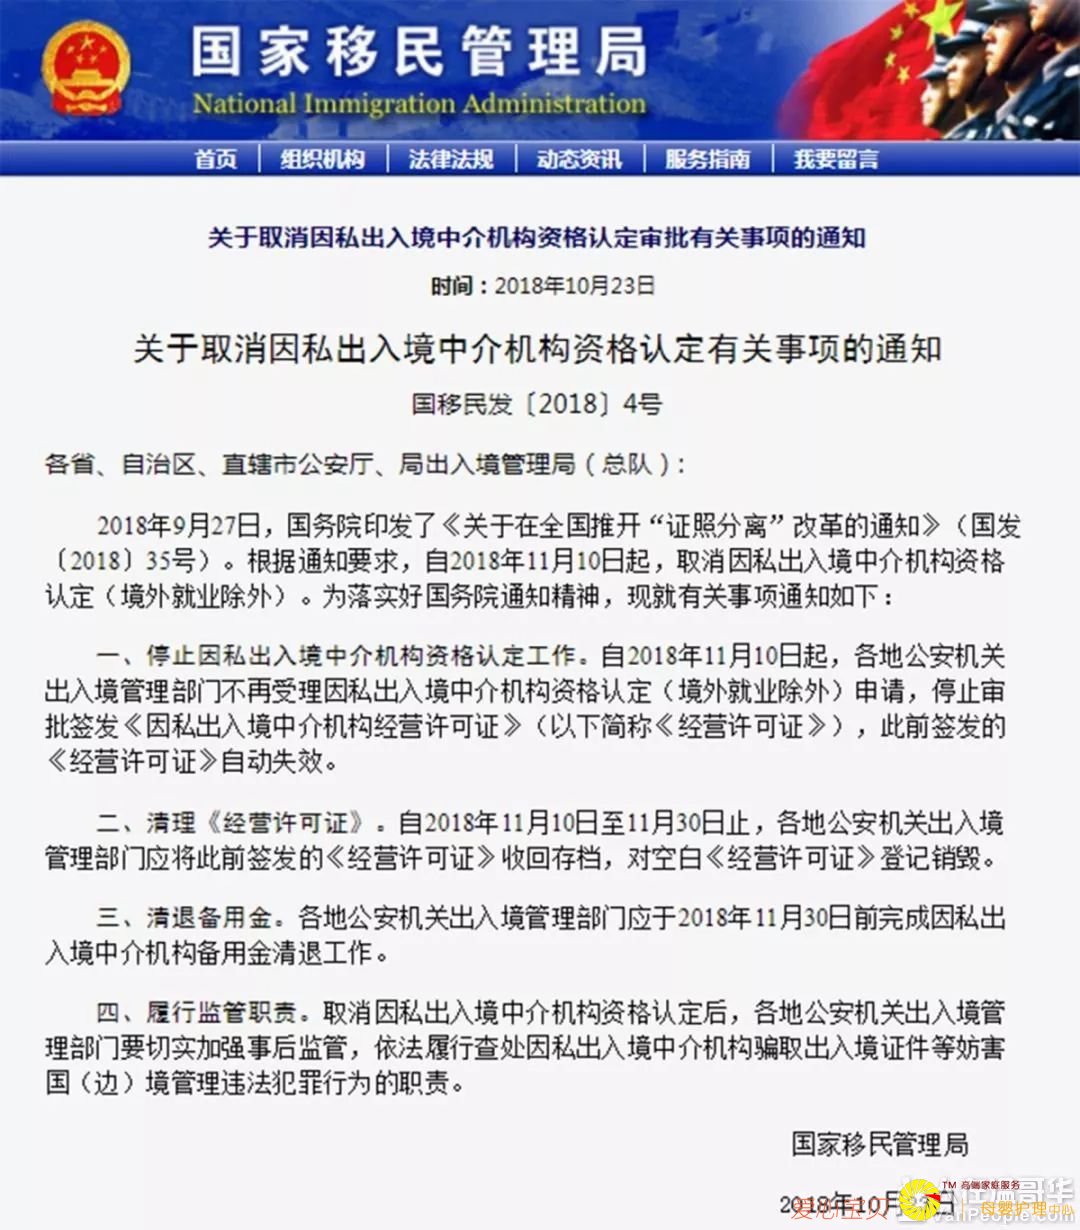 国家移民管理局
National Immigration Administration
首页 组织机构 法律法规 动态资讯 服务指南 我要留言
关于取消因私出入境中介机构资格认定审批有关事项的通知
时间：2018年10月23日
关于取消因私出入境中介机构资格认定有关事项的通知
国移民发〔2018〕4号
各省、自治区、直辖市公安厅、局出入境管理局（总队）：
2018年9月27日，国务院印发了《关于在全国推开“证照分离”改革的通知》（国发
〔2018〕35号）。根据通知要求，自2018年11月10日起，取消因私出入境中介机构资格
认定（境外就业除外）。为落实好国务院通知精神，现就有关事项通知如下：
一、停止因私出入境中介机构资格认定工作。自2018年11月10日起，各地公安机关
出入境管理部门不再受理因私出入境中介机构资格认定（境外就业除外）申请，停止审
批签发《因私出入境中介机构经营许可证》（以下简称《经营许可证》），此前签发的
《经营许可证》自动失效。
二、清理《经营许可证》。自2018年11月10日至11月30日止，各地公安机关出入境
管理部门应将此前签发的《经营许可证》收回存档，对空白《经营许可证》登记销毁。
三、清退备用金。各地公安机关出入境管理部门应于2018年11月30日前完成因私出
入境中介机构备用金清退工作。
四、履行监管职责。取消因私出入境中介机构资格认定后，各地公安机关出入境管
理部门要切实加强事后监管，依法履行查处因私出入境中介机构骗取出入境证件等妨害
国（边）境管理违法犯罪行为的职责。
国家移民管理局
2018年10月 日
TM 高端家庭服务
爱心宝贝 母婴护理中心
温哥华
VanPeople.com